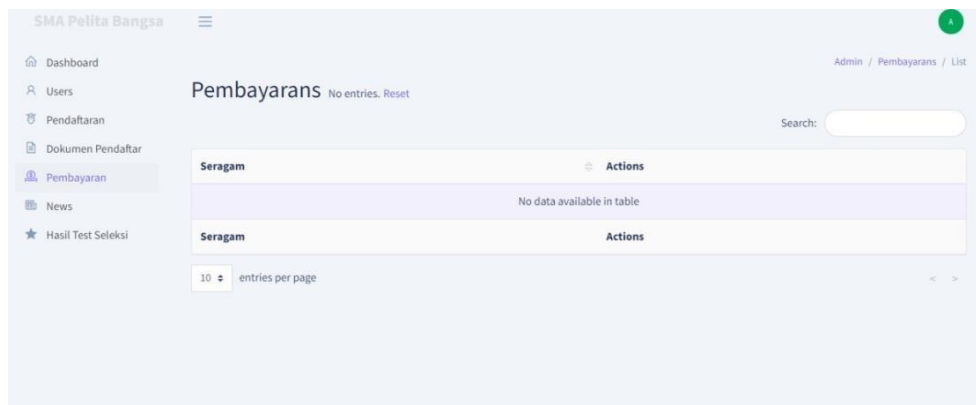 SMA Pelita Bangsa
A
Dashboard
Users
Pendaftaran
Dokumen Pendaftar
Pembayaran
News
Hasil Test Seleksi
Admin / Pembayarans / List
Pembayarans No entries. Reset
Search:
Seragam Actions
No data available in table
Seragam Actions
10 entries per page
< >